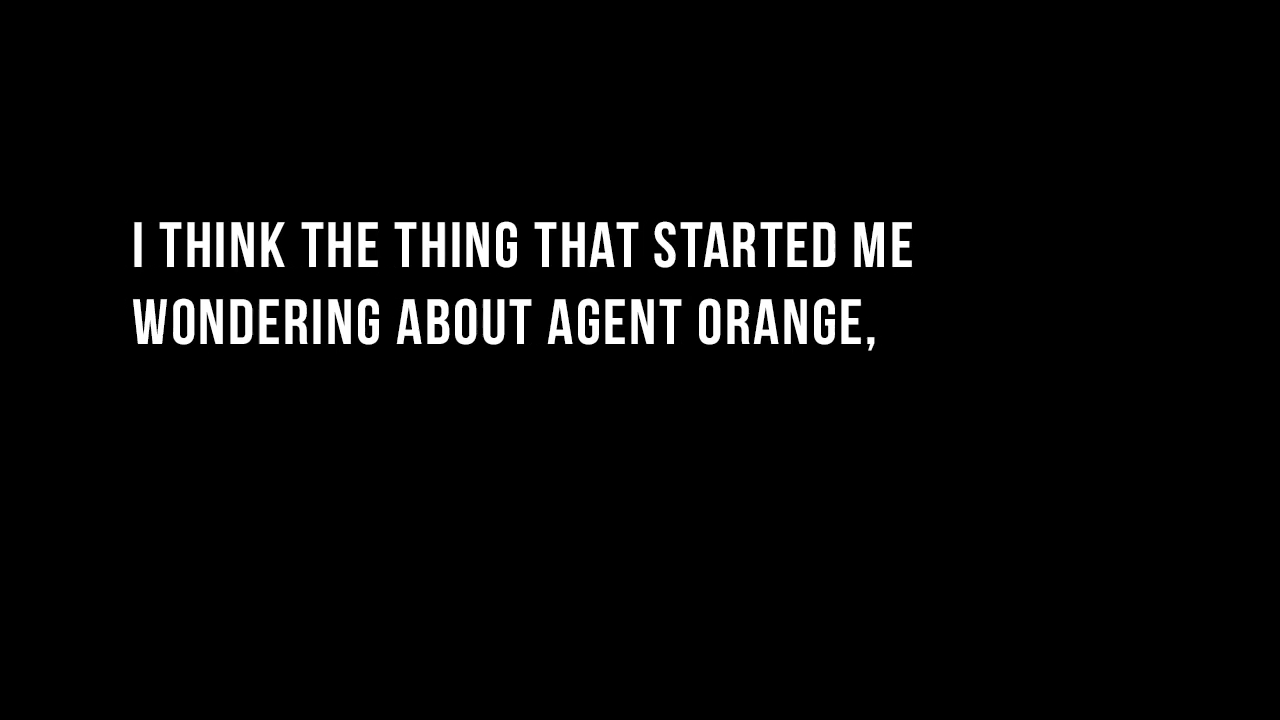 I THINK THE THING THAT STARTED ME
WONDERING ABOUT AGENT ORANGE,